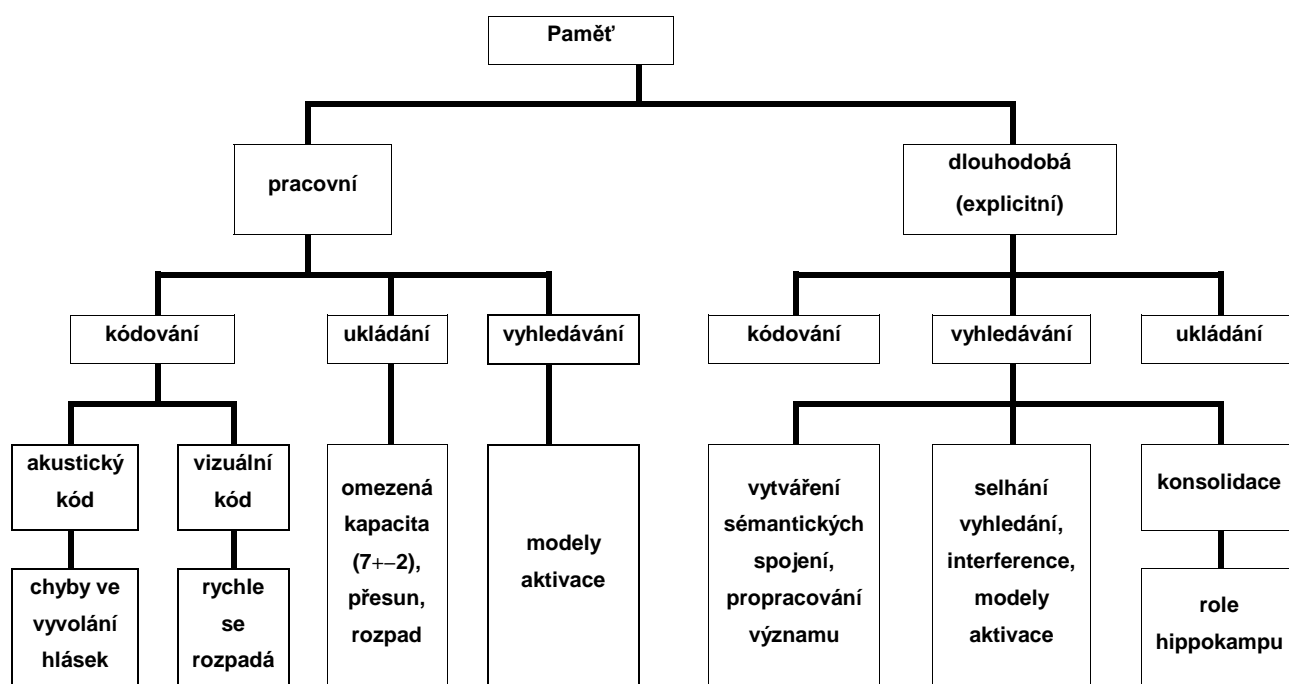 Paměť
pracovní
dlouhodobá
(explicitní)
kódování
ukládání
vyhledávání
kódování
vyhledávání
ukládání
akustický
kód
vizuální
kód
omezená
kapacita
(7+−2),
přesun,
rozpad
modely
aktivace
vytváření
sémantických
spojení,
propracování
významu
selhání
vyhledání,
interference,
modely
aktivace
konsolidace
chyby ve
vyvolání
hlásek
rychle
se
rozpadá
role
hippokampu